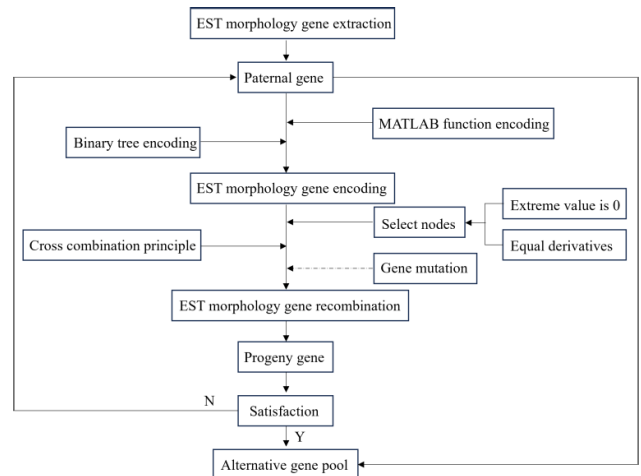 EST morphology gene extraction
Paternal gene
MATLAB function encoding
Binary tree encoding
EST morphology gene encoding
Extreme value is 0
Select nodes
Cross combination principle
Equal derivatives
Gene mutation
EST morphology gene recombination
Progeny gene
N
Satisfaction
Y
Alternative gene pool